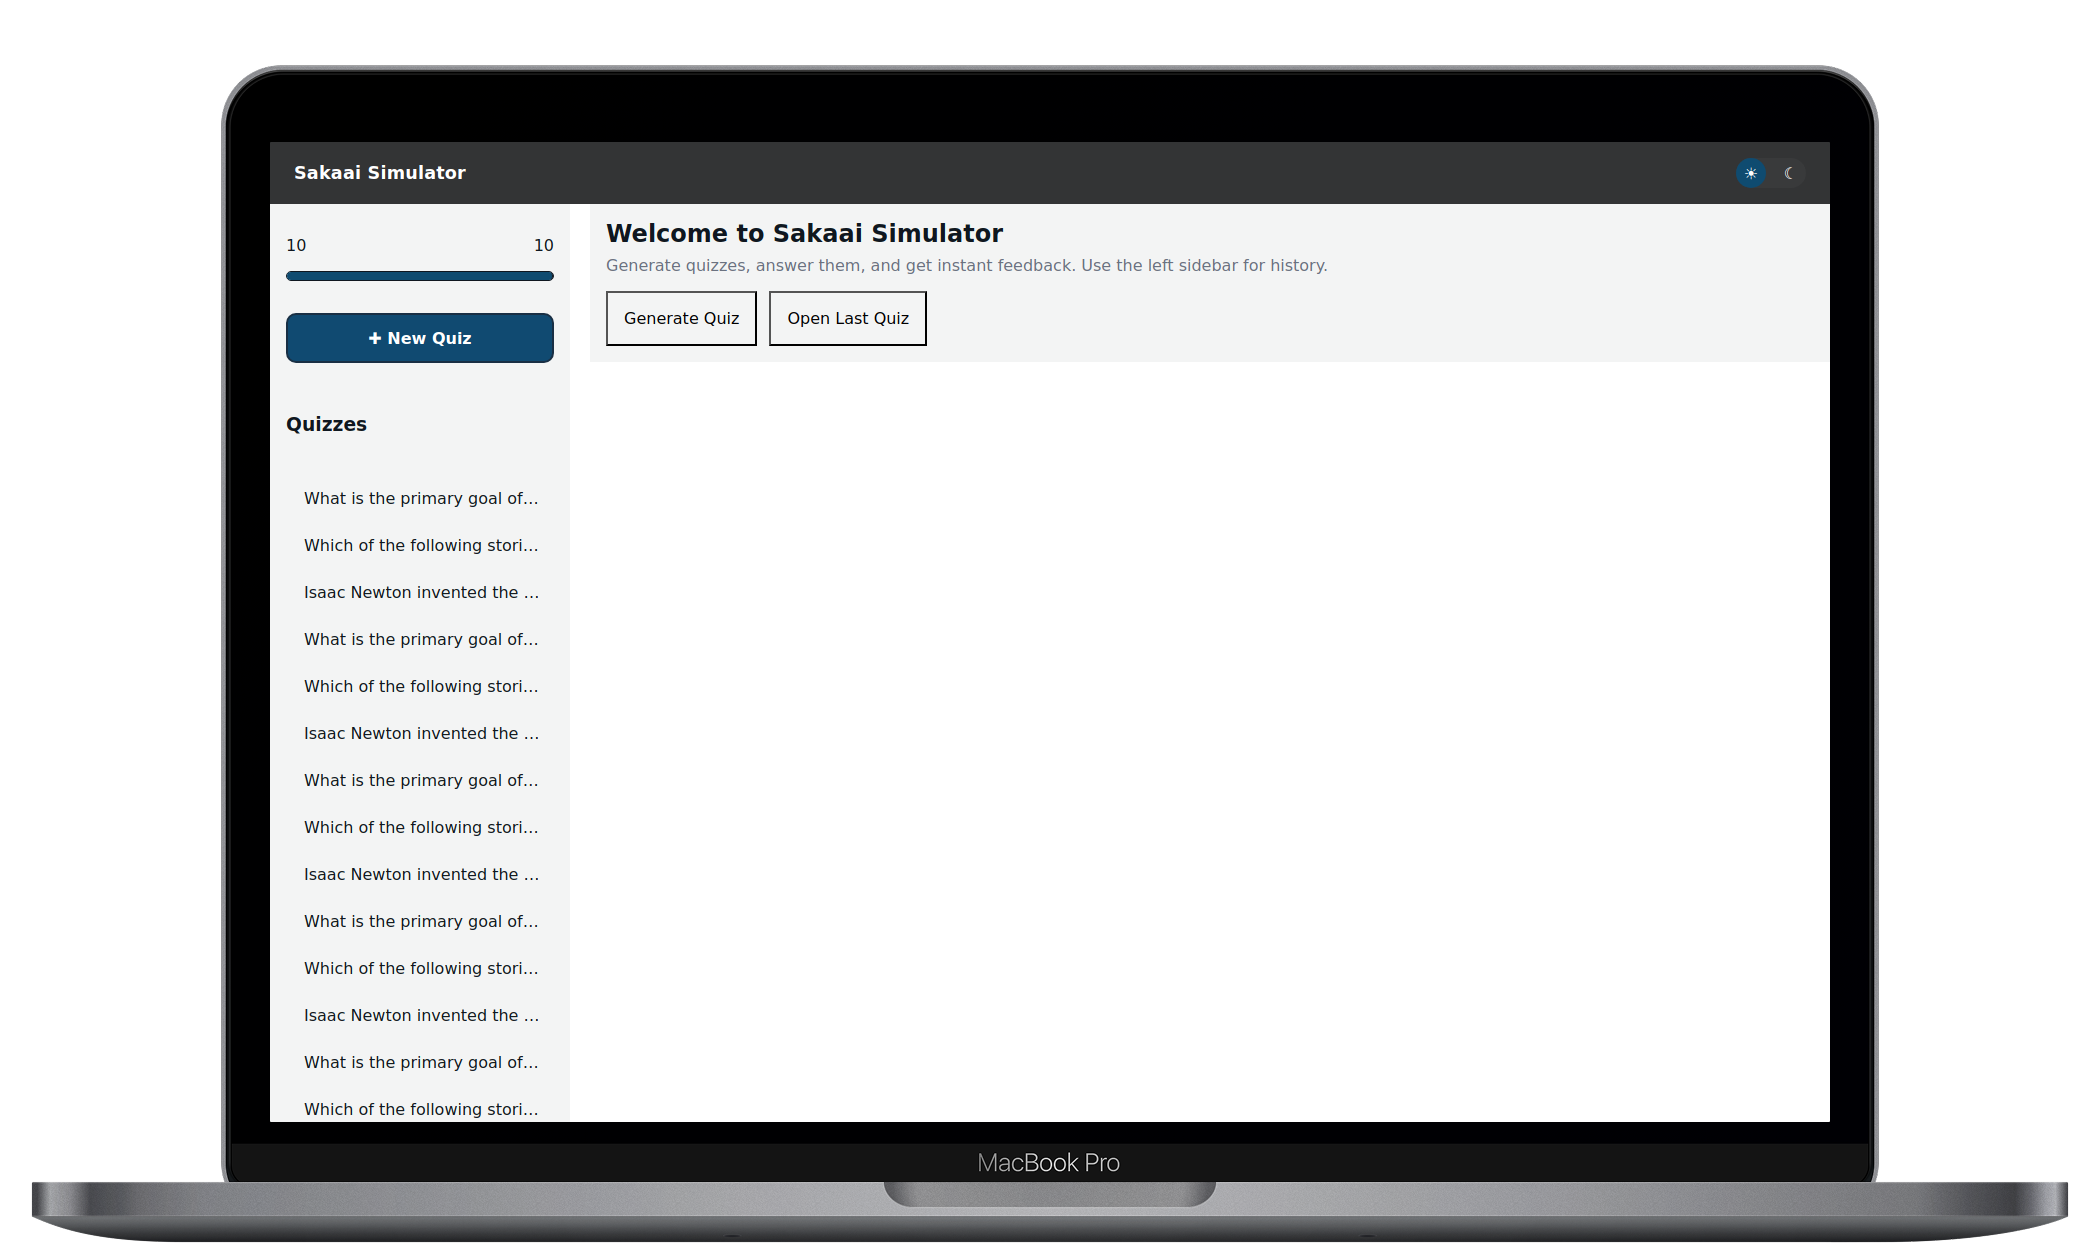 Sakaai Simulator
10 10
+ New Quiz
Quizzes
What is the primary goal of...
Which of the following stori...
Isaac Newton invented the ...
What is the primary goal of...
Which of the following stori...
Isaac Newton invented the ...
What is the primary goal of...
Which of the following stori...
Isaac Newton invented the ...
What is the primary goal of...
Which of the following stori...
Isaac Newton invented the ...
What is the primary goal of...
Which of the following stori...
Welcome to Sakaai Simulator
Generate quizzes, answer them, and get instant feedback. Use the left sidebar for history.
Generate Quiz
Open Last Quiz
MacBook Pro